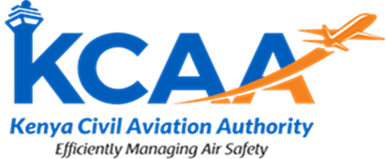 KCAA
Kenya Civil Aviation Authority
Efficiently Managing Air Safety